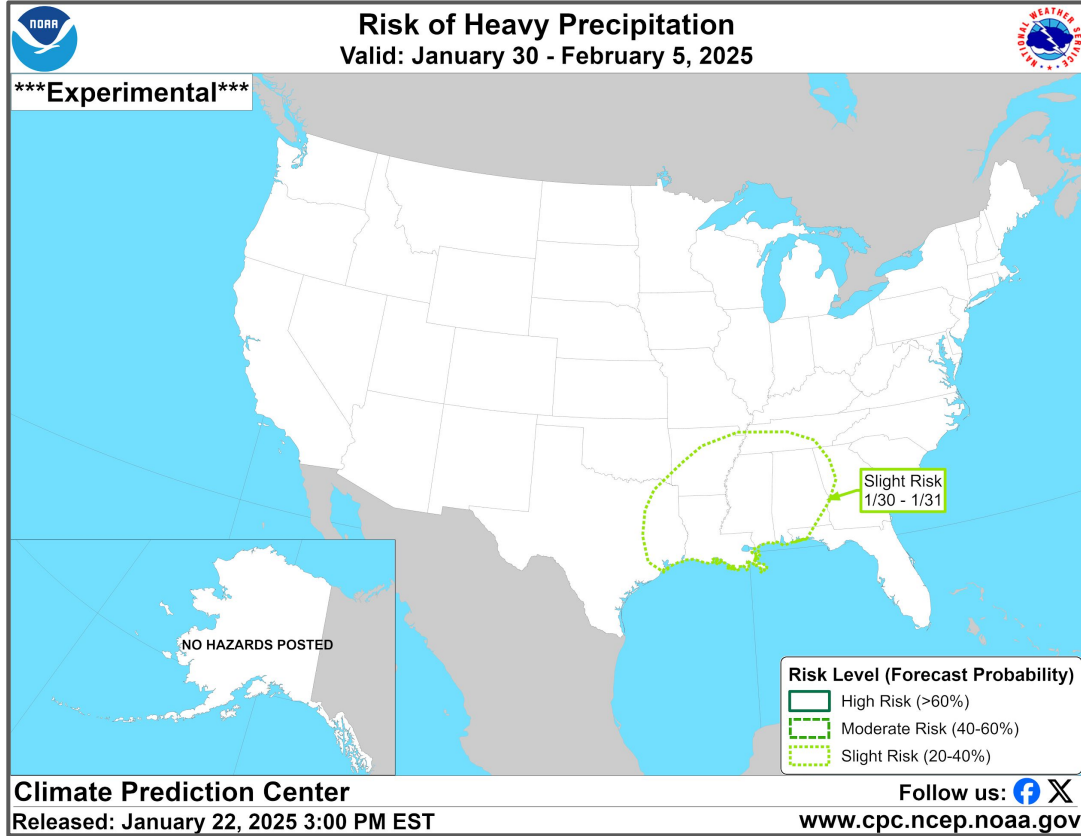 NOAA
Risk of Heavy Precipitation
Valid: January 30 - February 5, 2025
NATIONAL WEATHER SERVICE
***Experimental***
Slight Risk
1/30 - 1/31
NO HAZARDS POSTED
Risk Level (Forecast Probability)
High Risk (>60%)
Moderate Risk (40-60%)
Slight Risk (20-40%)
Climate Prediction Center
Follow us:
Released: January 22, 2025 3:00 PM EST
www.cpc.ncep.noaa.gov